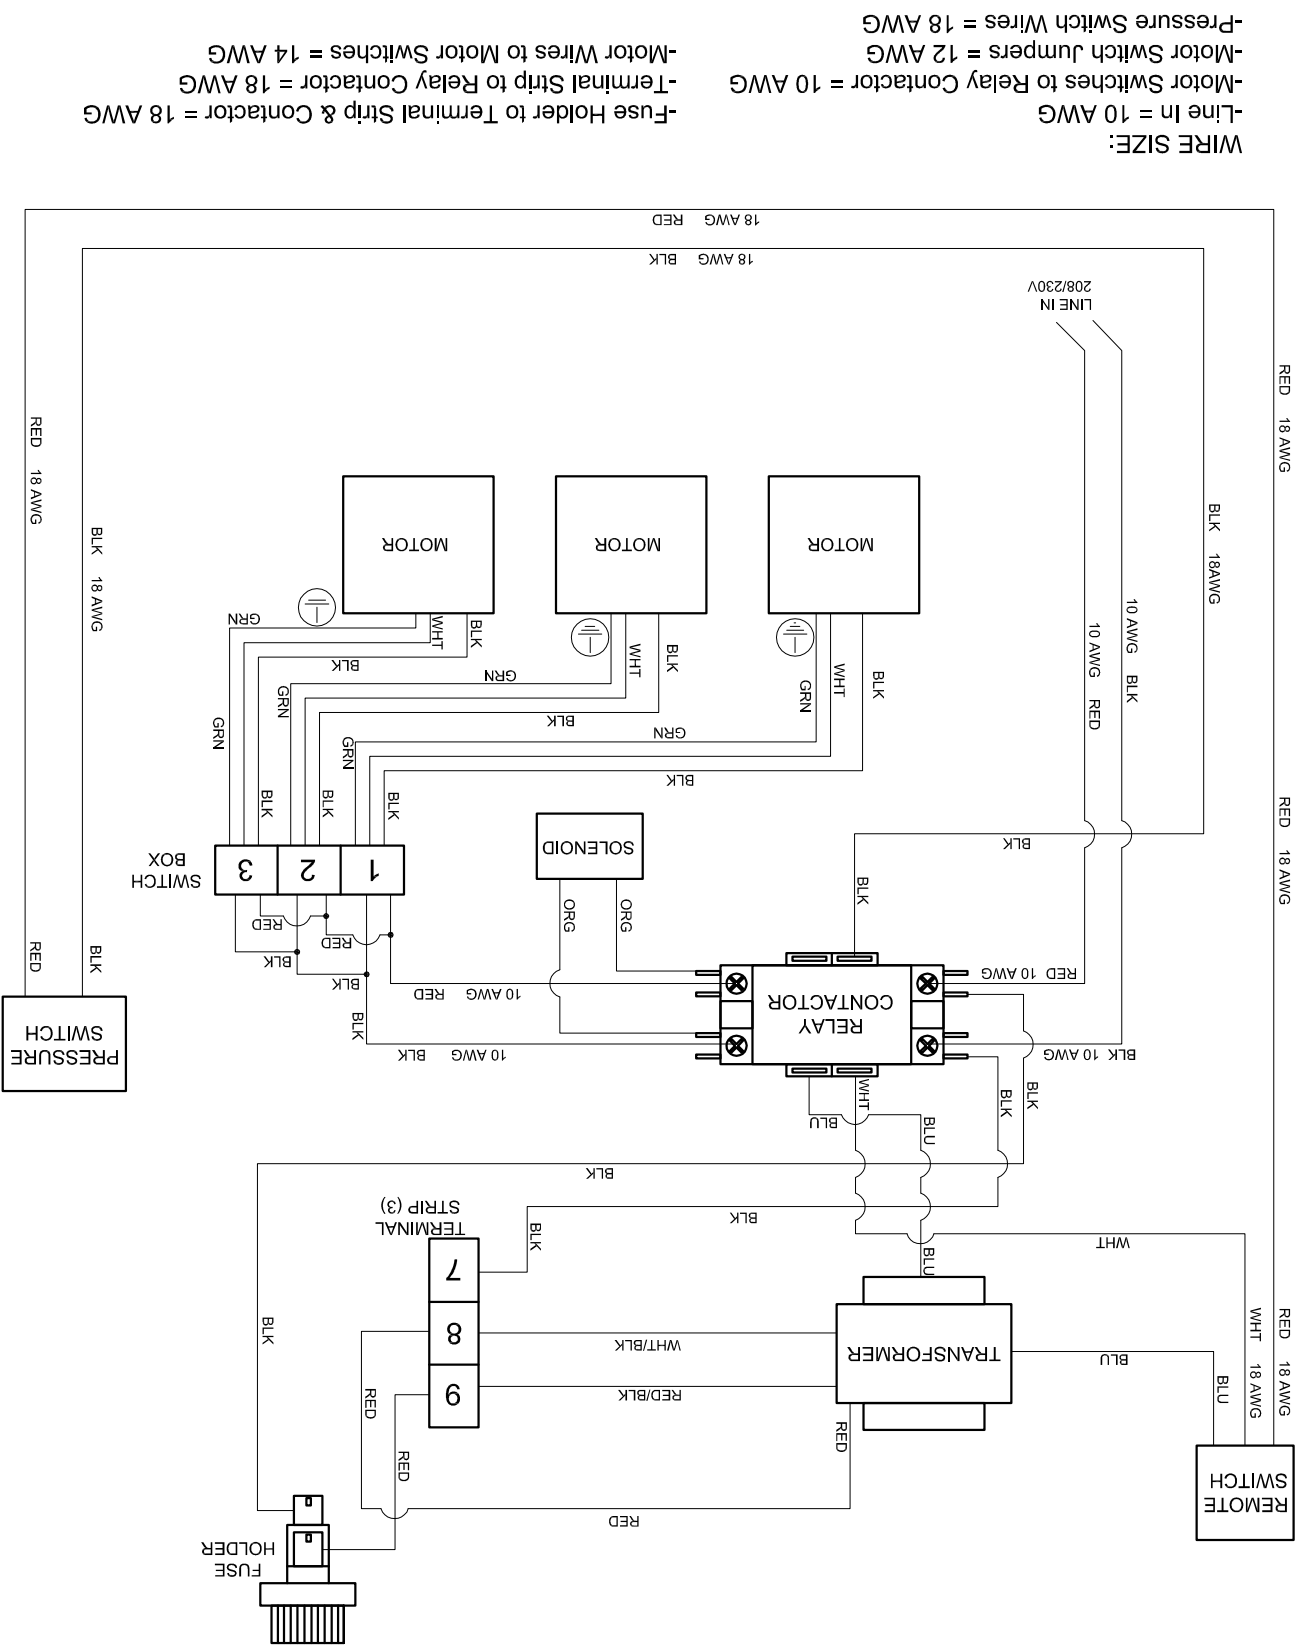 FUSE
HOLDER
REMOTE
SWITCH
RED
RED
BLU
WHT 18 AWG
RED 18 AWG
RED
RED
BLK
BLU
TRANSFORMER
RED/BLK
WHT/BLK
9
8
7
TERMINAL
STRIP (3)
WHT
BLU
BLK
BLK
BLK
BLU
BLU
WHT
BLK
BLK
BLK 10 AWG
RED 10 AWG
RELAY
CONTACTOR
10 AWG BLK
10 AWG RED
BLK
BLK
BLK
RED
RED
PRESSURE
SWITCH
BLK
RED
ORG
ORG
SOLENOID
BLK
BLK
1
2
3
SWITCH
BOX
RED 18 AWG
BLK
BLK
BLK
BLK
GRN
GRN
GRN
BLK
GRN
BLK
GRN
BLK
GRN
BLK
WHT
GRN
BLK
WHT
BLK
WHT
MOTOR
MOTOR
MOTOR
10 AWG BLK
10 AWG RED
BLK 18AWG
BLK 18 AWG
RED 18 AWG
RED 18 AWG
LINE IN
208/230V
18 AWG BLK
18 AWG RED
WIRE SIZE:
-Line In = 10 AWG
-Motor Switches to Relay Contactor = 10 AWG
-Motor Switch Jumpers = 12 AWG
-Pressure Switch Wires = 18 AWG
-Fuse Holder to Terminal Strip & Contactor = 18 AWG
-Terminal Strip to Relay Contactor = 18 AWG
-Motor Wires to Motor Switches = 14 AWG